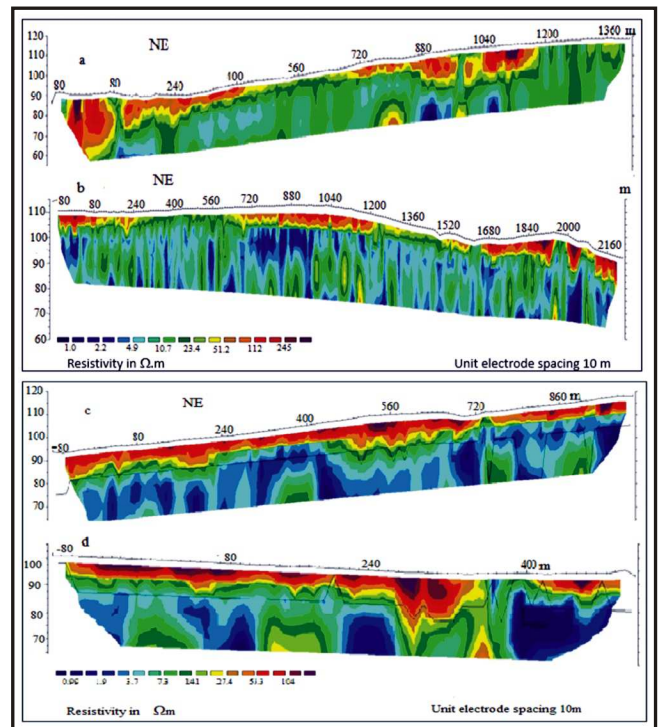 120
110
100
90
80
70
60
a
NE
80 80 240 100 560 720 880 1040 1200 1360 m
b
NE
m
110
100
90
80
70
60
80 80 240 400 560 720 880 1040 1200 1360 1520 1680 1840 2000 2160
1.0 2.2 4.9 10.7 23.4 51.2 112 245
Resistivity in Ω.m Unit electrode spacing 10 m
120
110
100
90
80
70
c
NE
-80 80 240 400 560 720 860 m
d
-80 80 240 400 m
100
90
80
70
0.96 1.9 3.7 7.3 14.1 27.4 53.3 104
Resistivity in Ωm Unit electrode spacing 10m